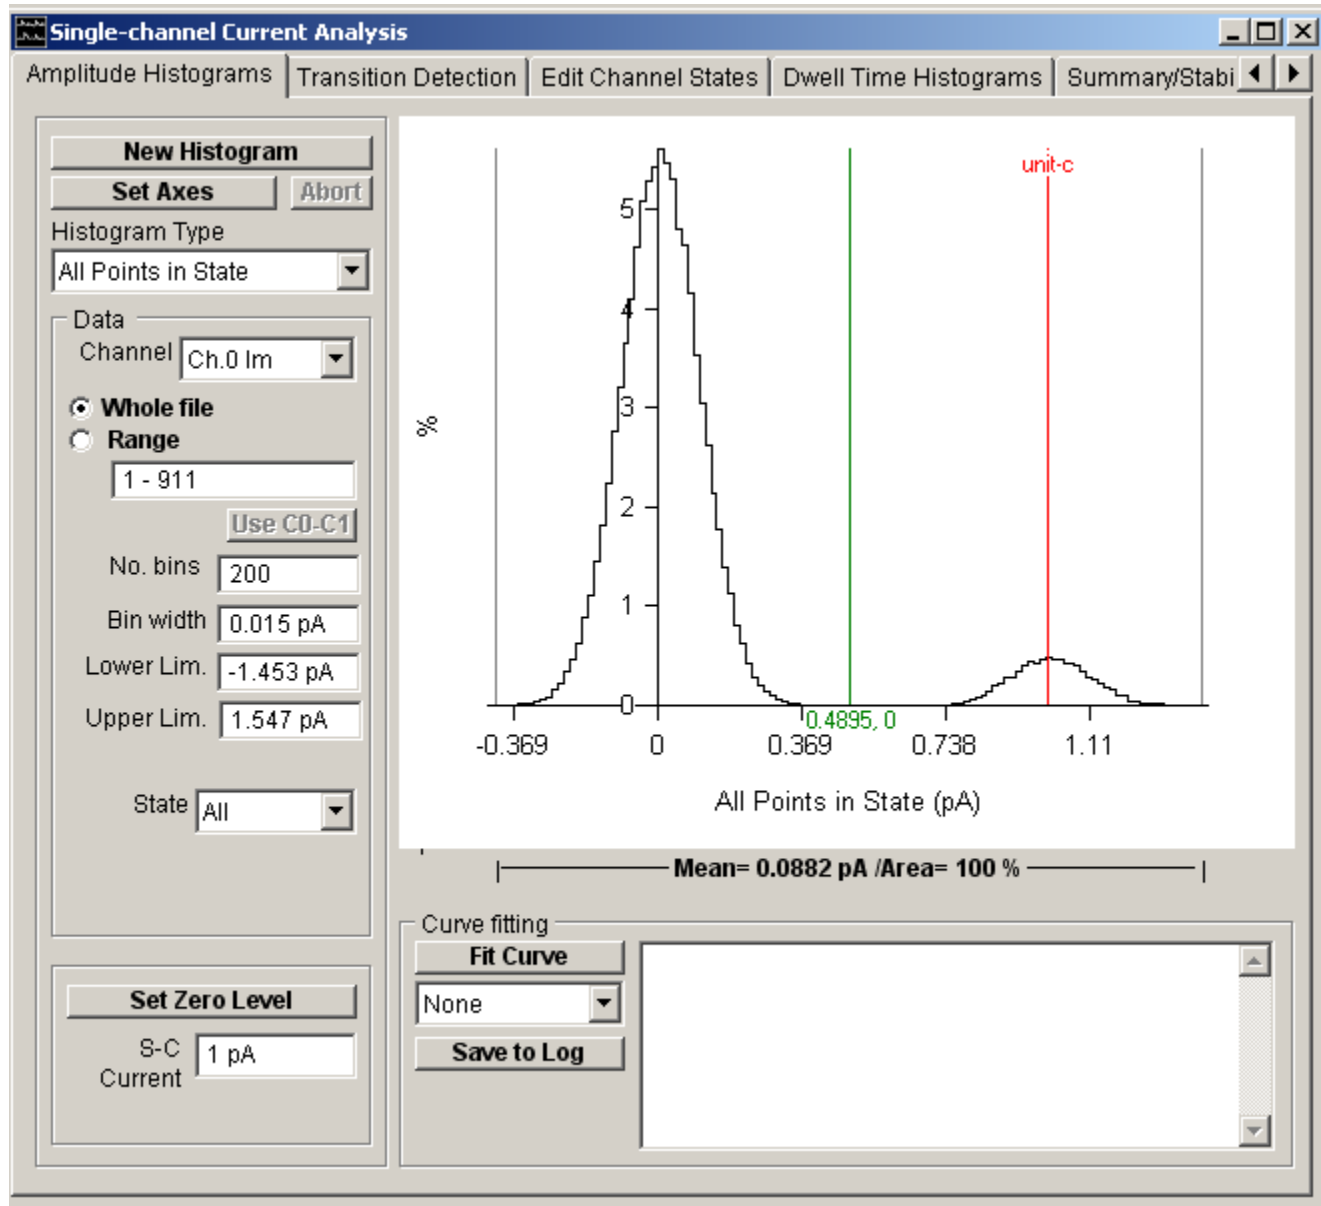 Single-channel Current Analysis
Amplitude Histograms Transition Detection Edit Channel States Dwell Time Histograms Summary/Stabi
New Histogram
Set Axes Abort
Histogram Type
All Points in State
Data
Channel Ch.0 Im
Whole file
Range
1 - 911
Use C0-C1
No. bins 200
Bin width 0.015 pA
Lower Lim. -1.453 pA
Upper Lim. 1.547 pA
State All
Set Zero Level
S-C Current 1 pA
unit-c
%
5
4
3
2
1
0
0.4895, 0
-0.369 0 0.369 0.738 1.11
All Points in State (pA)
Mean= 0.0882 pA /Area= 100 %
Curve fitting
Fit Curve
None
Save to Log